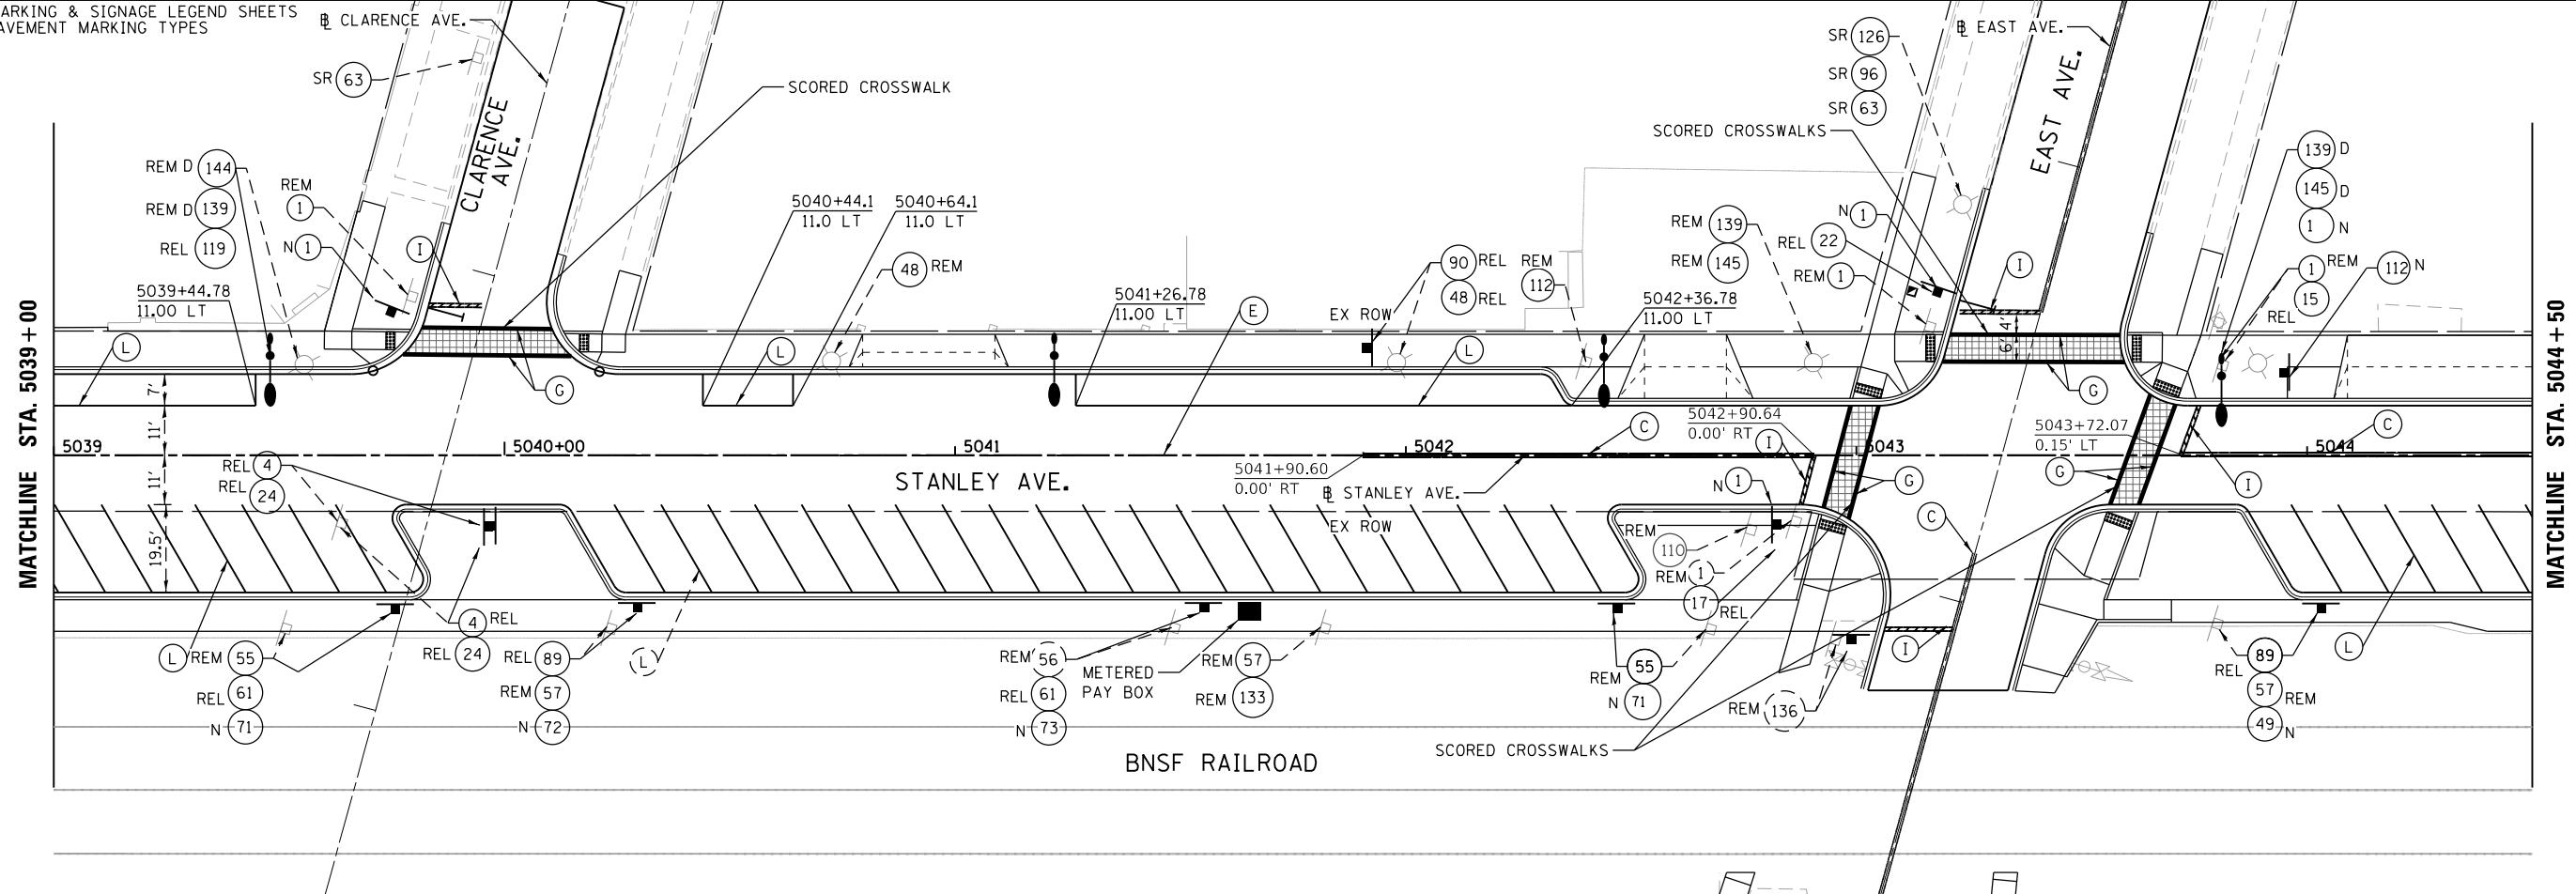 ARKING & SIGNAGE LEGEND SHEETS
AVEMENT MARKING TYPES
℄ CLARENCE AVE.
SR 63
SCORED CROSSWALK
CLARENCE
AVE.
SR 126
SR 96
SR 63
℄ EAST AVE.
EAST AVE.
SCORED CROSSWALKS
REM D 144
REM D 139
REL 119
REM
1
N 1
I
5039+44.78
11.00 LT
5040+44.1
11.0 LT
5040+64.1
11.0 LT
48 REM
5041+26.78
11.00 LT
E
EX ROW
90 REL
48 REL
REM
112
5042+36.78
11.00 LT
REM 139
REM 145
N 1
REL 22
REM 1
I
139 D
145 D
1 N
1 REM
15
REL
112 N
MATCHLINE STA. 5039+00
MATCHLINE STA. 5044+50
L
L
L
G
G
4'
6'
7'
11'
11'
19.5'
5039
5040+00
5041
5042
5043
5044
STANLEY AVE.
5041+90.60
0.00' RT
℄ STANLEY AVE.
EX ROW
5042+90.64
0.00' RT
C
I
N 1
G
5043+72.07
0.15' LT
C
G
I
C
REL 4
REL
24
REM
110
REM 1
17 REL
4 REL
REL 24
L
REM 55
REL 61
N 71
REL 89
REM 57
N 72
L
REM 56
REL 61
N 73
METERED
PAY BOX
REM 57
REM 133
55
REM
N 71
REM 136
I
89
REL
57 REM
49 N
L
SCORED CROSSWALKS
BNSF RAILROAD